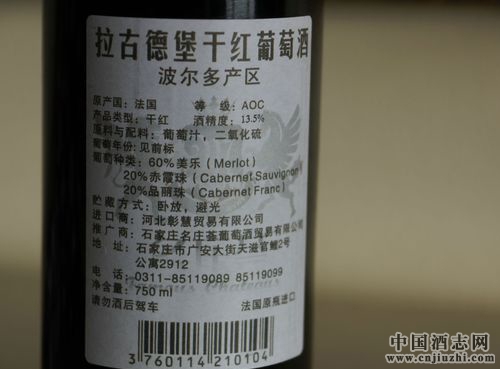 拉古德堡干红葡萄酒
波尔多产区
原产国：法国 等 级：AOC
产品类型：干红 酒精度：13.5%
原料与配料：葡萄汁，二氧化硫
葡萄年份：见前标
葡萄种类：60%美乐（Merlot）
20%赤霞珠（Cabernet Sauvignon）
20%品丽珠（Cabernet Franc）
贮藏方式：卧放，避光
进口商：河北彰慧贸易有限公司
推广商：石家庄名庄荟葡萄酒贸易有限公司
地 址：石家庄市广安大街天滋官邸2号
公寓2912
电 话：0311-85119089 85119099
净含量：750 ml
请勿酒后驾车 法国原瓶进口
3 760114 210104
中国酒志网
www.cnjiuzhi.com